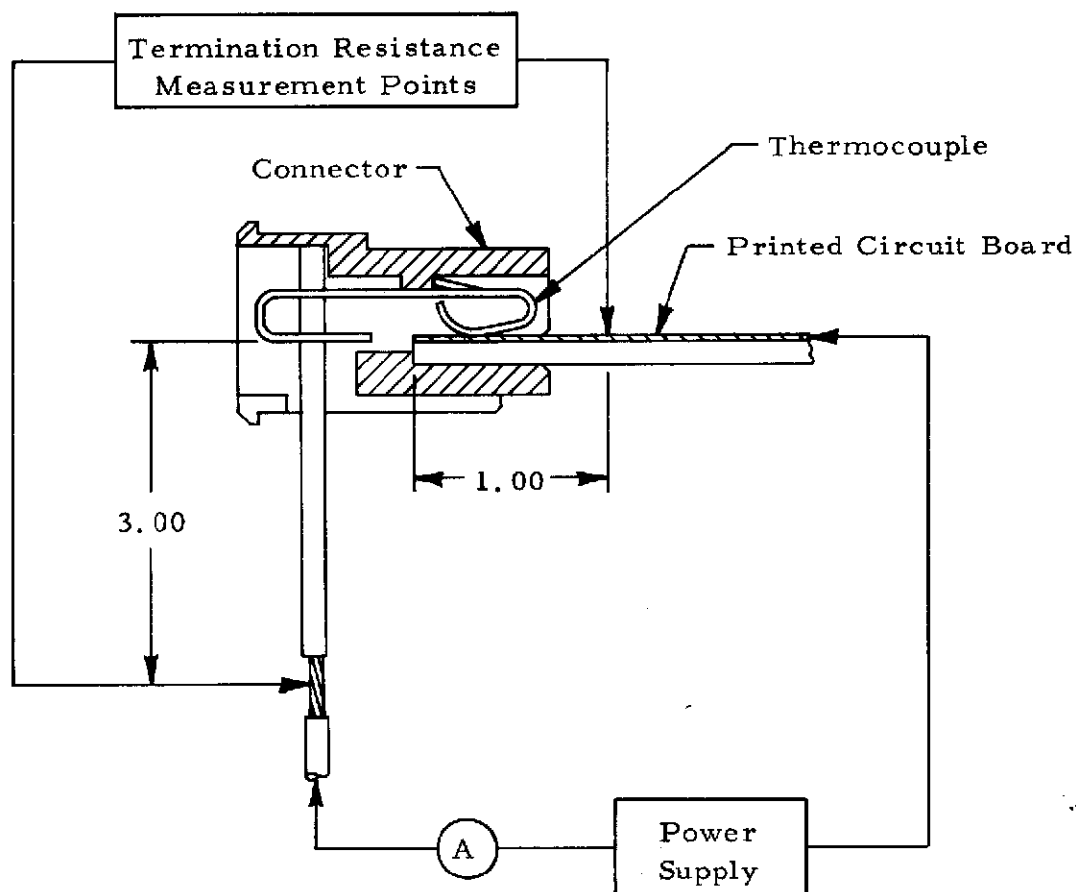 Termination Resistance
Measurement Points
Connector
Thermocouple
Printed Circuit Board
1.00
3.00
A
Power
Supply